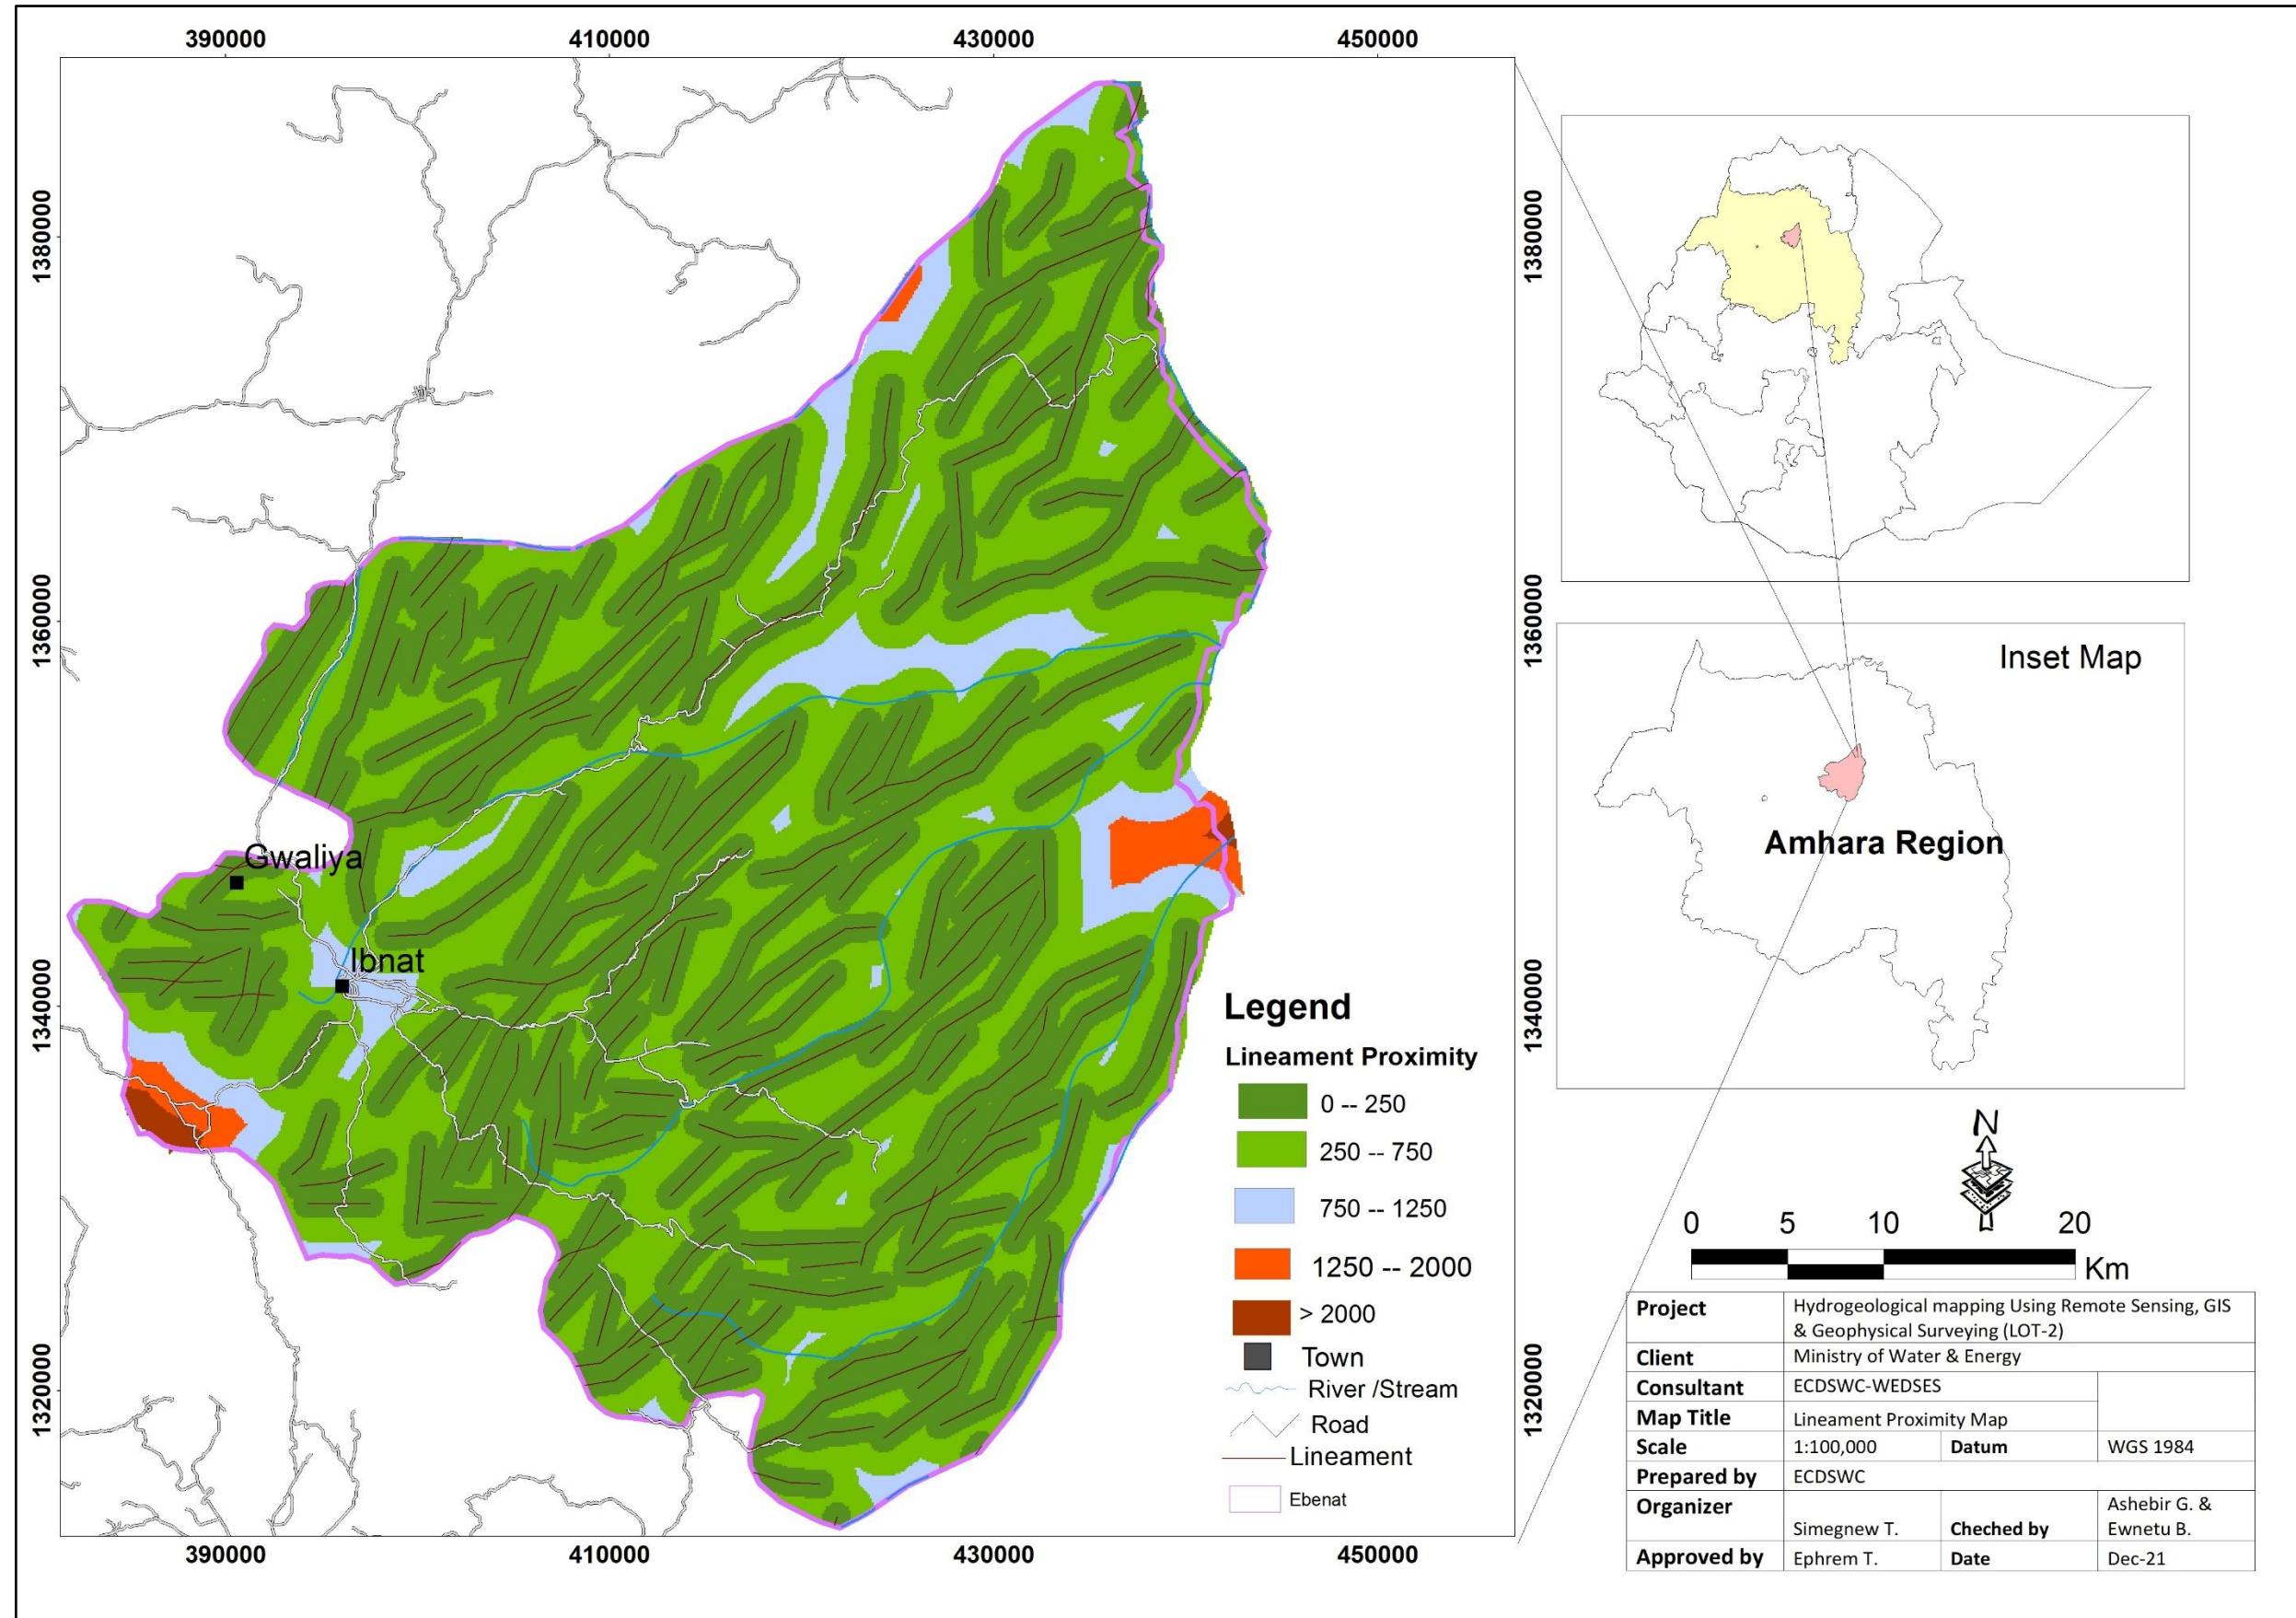 390000
410000
430000
450000
1380000
1360000
1340000
1320000
1380000
1360000
1340000
1320000
Gwaliya
Ibnat
390000
410000
430000
450000
Legend
Lineament Proximity
0 -- 250
250 -- 750
750 -- 1250
1250 -- 2000
> 2000
Town
River /Stream
Road
Lineament
Ebenat
Inset Map
Amhara Region
N
0 5 10 20
Km
Project Hydrogeological mapping Using Remote Sensing, GIS
& Geophysical Surveying (LOT-2)
Client Ministry of Water & Energy
Consultant ECDSWC-WEDSES
Map Title Lineament Proximity Map
Scale 1:100,000 Datum WGS 1984
Prepared by ECDSWC
Organizer Simegnew T. Cheched by Ashebir G. &
Ewnetu B.
Approved by Ephrem T. Date Dec-21